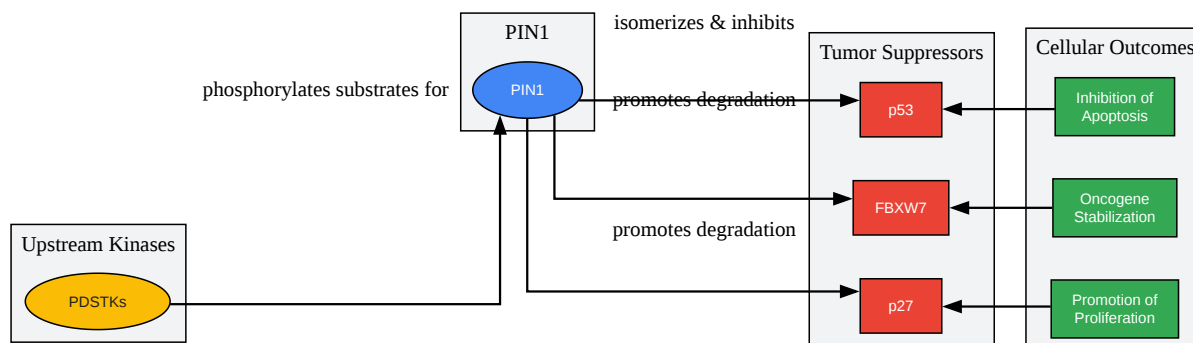 PIN1
isomerizes & inhibits
Tumor Suppressors
Cellular Outcomes
phosphorylates substrates for
PIN1
promotes degradation
p53
Inhibition of
Apoptosis
FBXW7
Oncogene
Stabilization
promotes degradation
Upstream Kinases
PDSTKs
p27
Promotion of
Proliferation